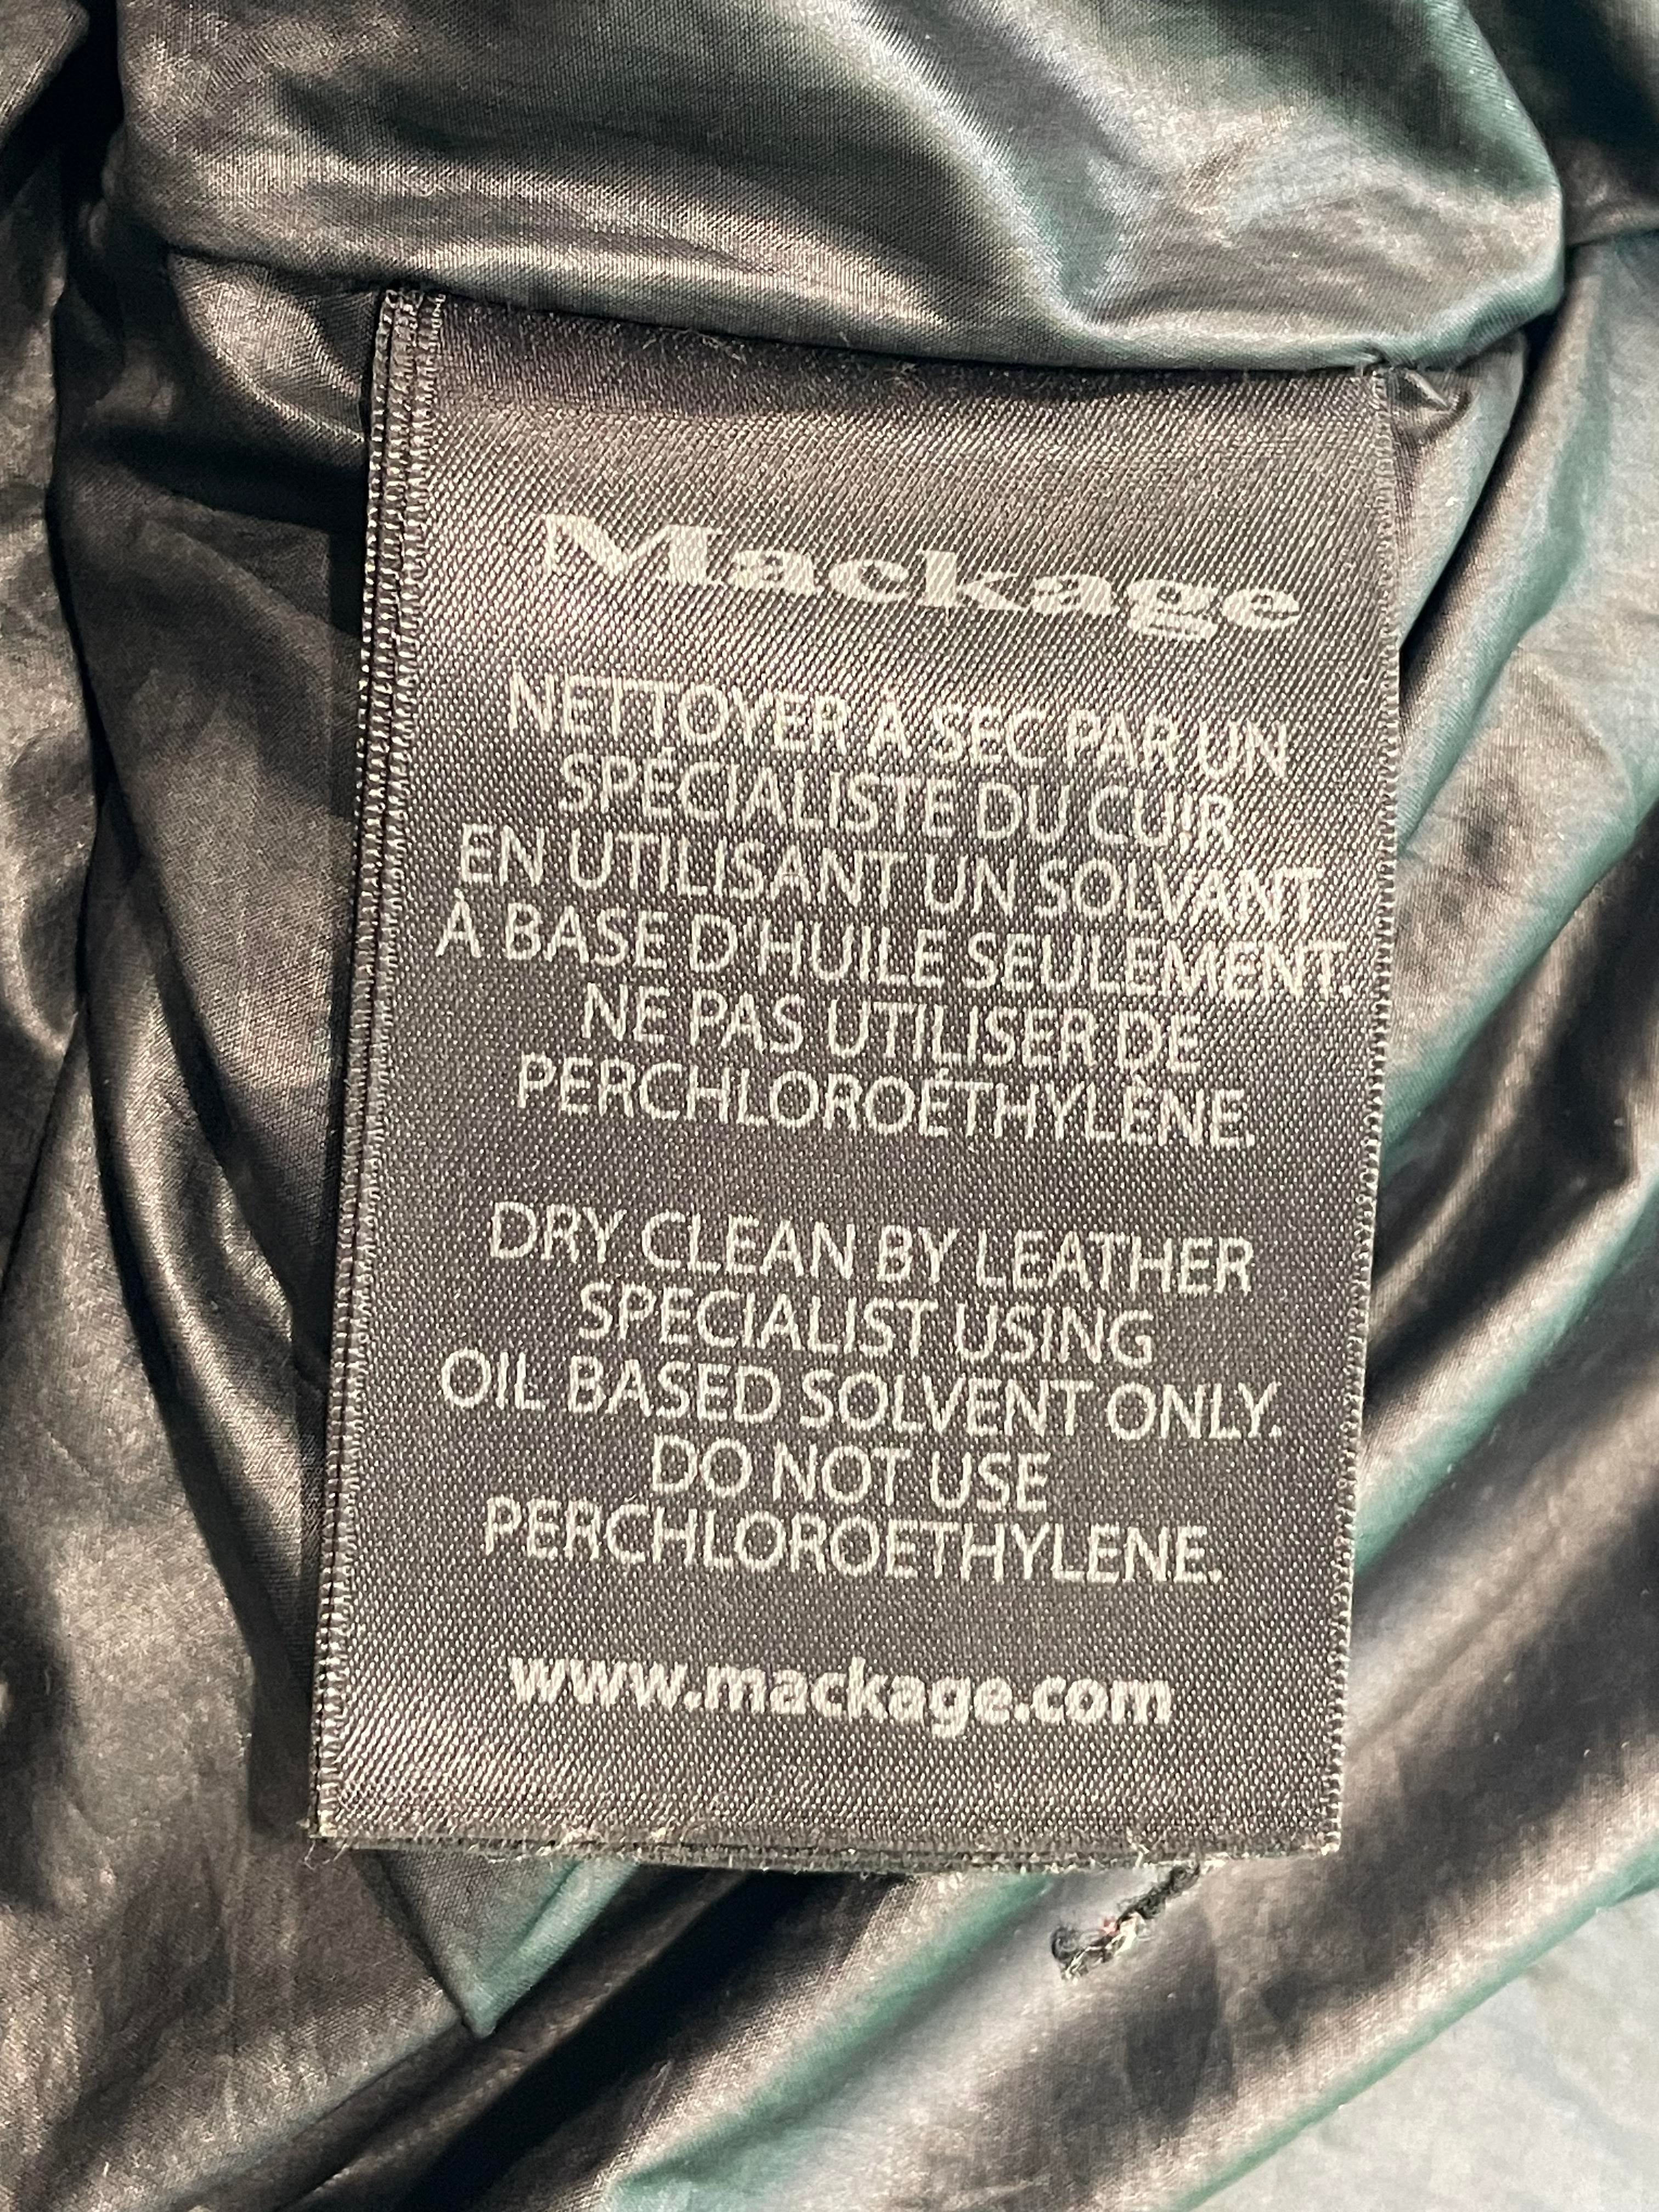 Mackage
NETTOYER À SEC PAR UN
SPÉCIALISTE DU CUIR
EN UTILISANT UN SOLVANT
À BASE D'HUILE SEULEMENT.
NE PAS UTILISER DE
PERCHLOROÉTHYLÈNE.
DRY CLEAN BY LEATHER
SPECIALIST USING
OIL BASED SOLVENT ONLY.
DO NOT USE
PERCHLOROETHYLENE.
www.mackage.com